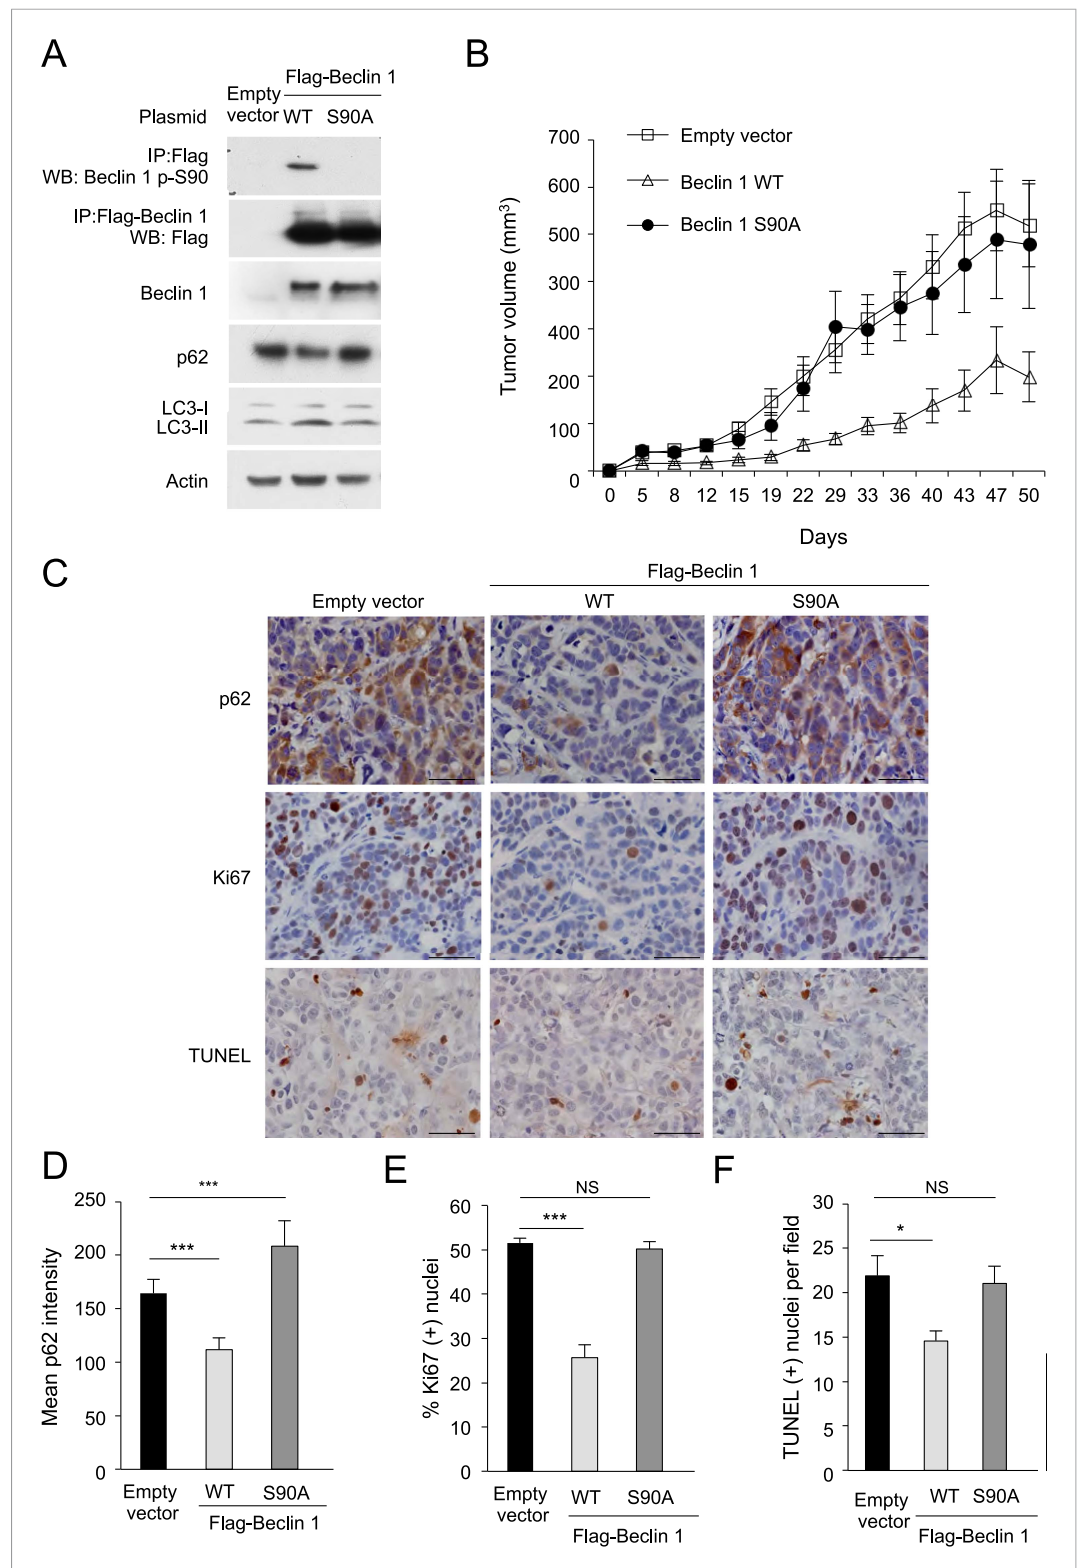 A
Flag-Beclin 1
Empty
vector WT S90A
Plasmid
IP:Flag
WB: Beclin 1 p-S90
IP:Flag-Beclin 1
WB: Flag
Beclin 1
p62
LC3-I
LC3-II
Actin
B
Empty vector
Beclin 1 WT
Beclin 1 S90A
Tumor volume (mm³)
700
600
500
300
400
200
100
0
0 5 8 12 15 19 22 29 33 36 40 43 47 50
Days
C
Flag-Beclin 1
Empty vector WT S90A
p62
Ki67
TUNEL
D
Mean p62 intensity
250
200
150
100
50
0
***
***
Empty
vector
WT S90A
Flag-Beclin 1
E
% Ki67 (+) nuclei
60
50
40
30
20
10
0
NS
***
Empty
vector
WT S90A
Flag-Beclin 1
F
TUNEL (+) nuclei per field
30
25
20
15
10
5
0
NS
*
Empty
vector
WT S90A
Flag-Beclin 1